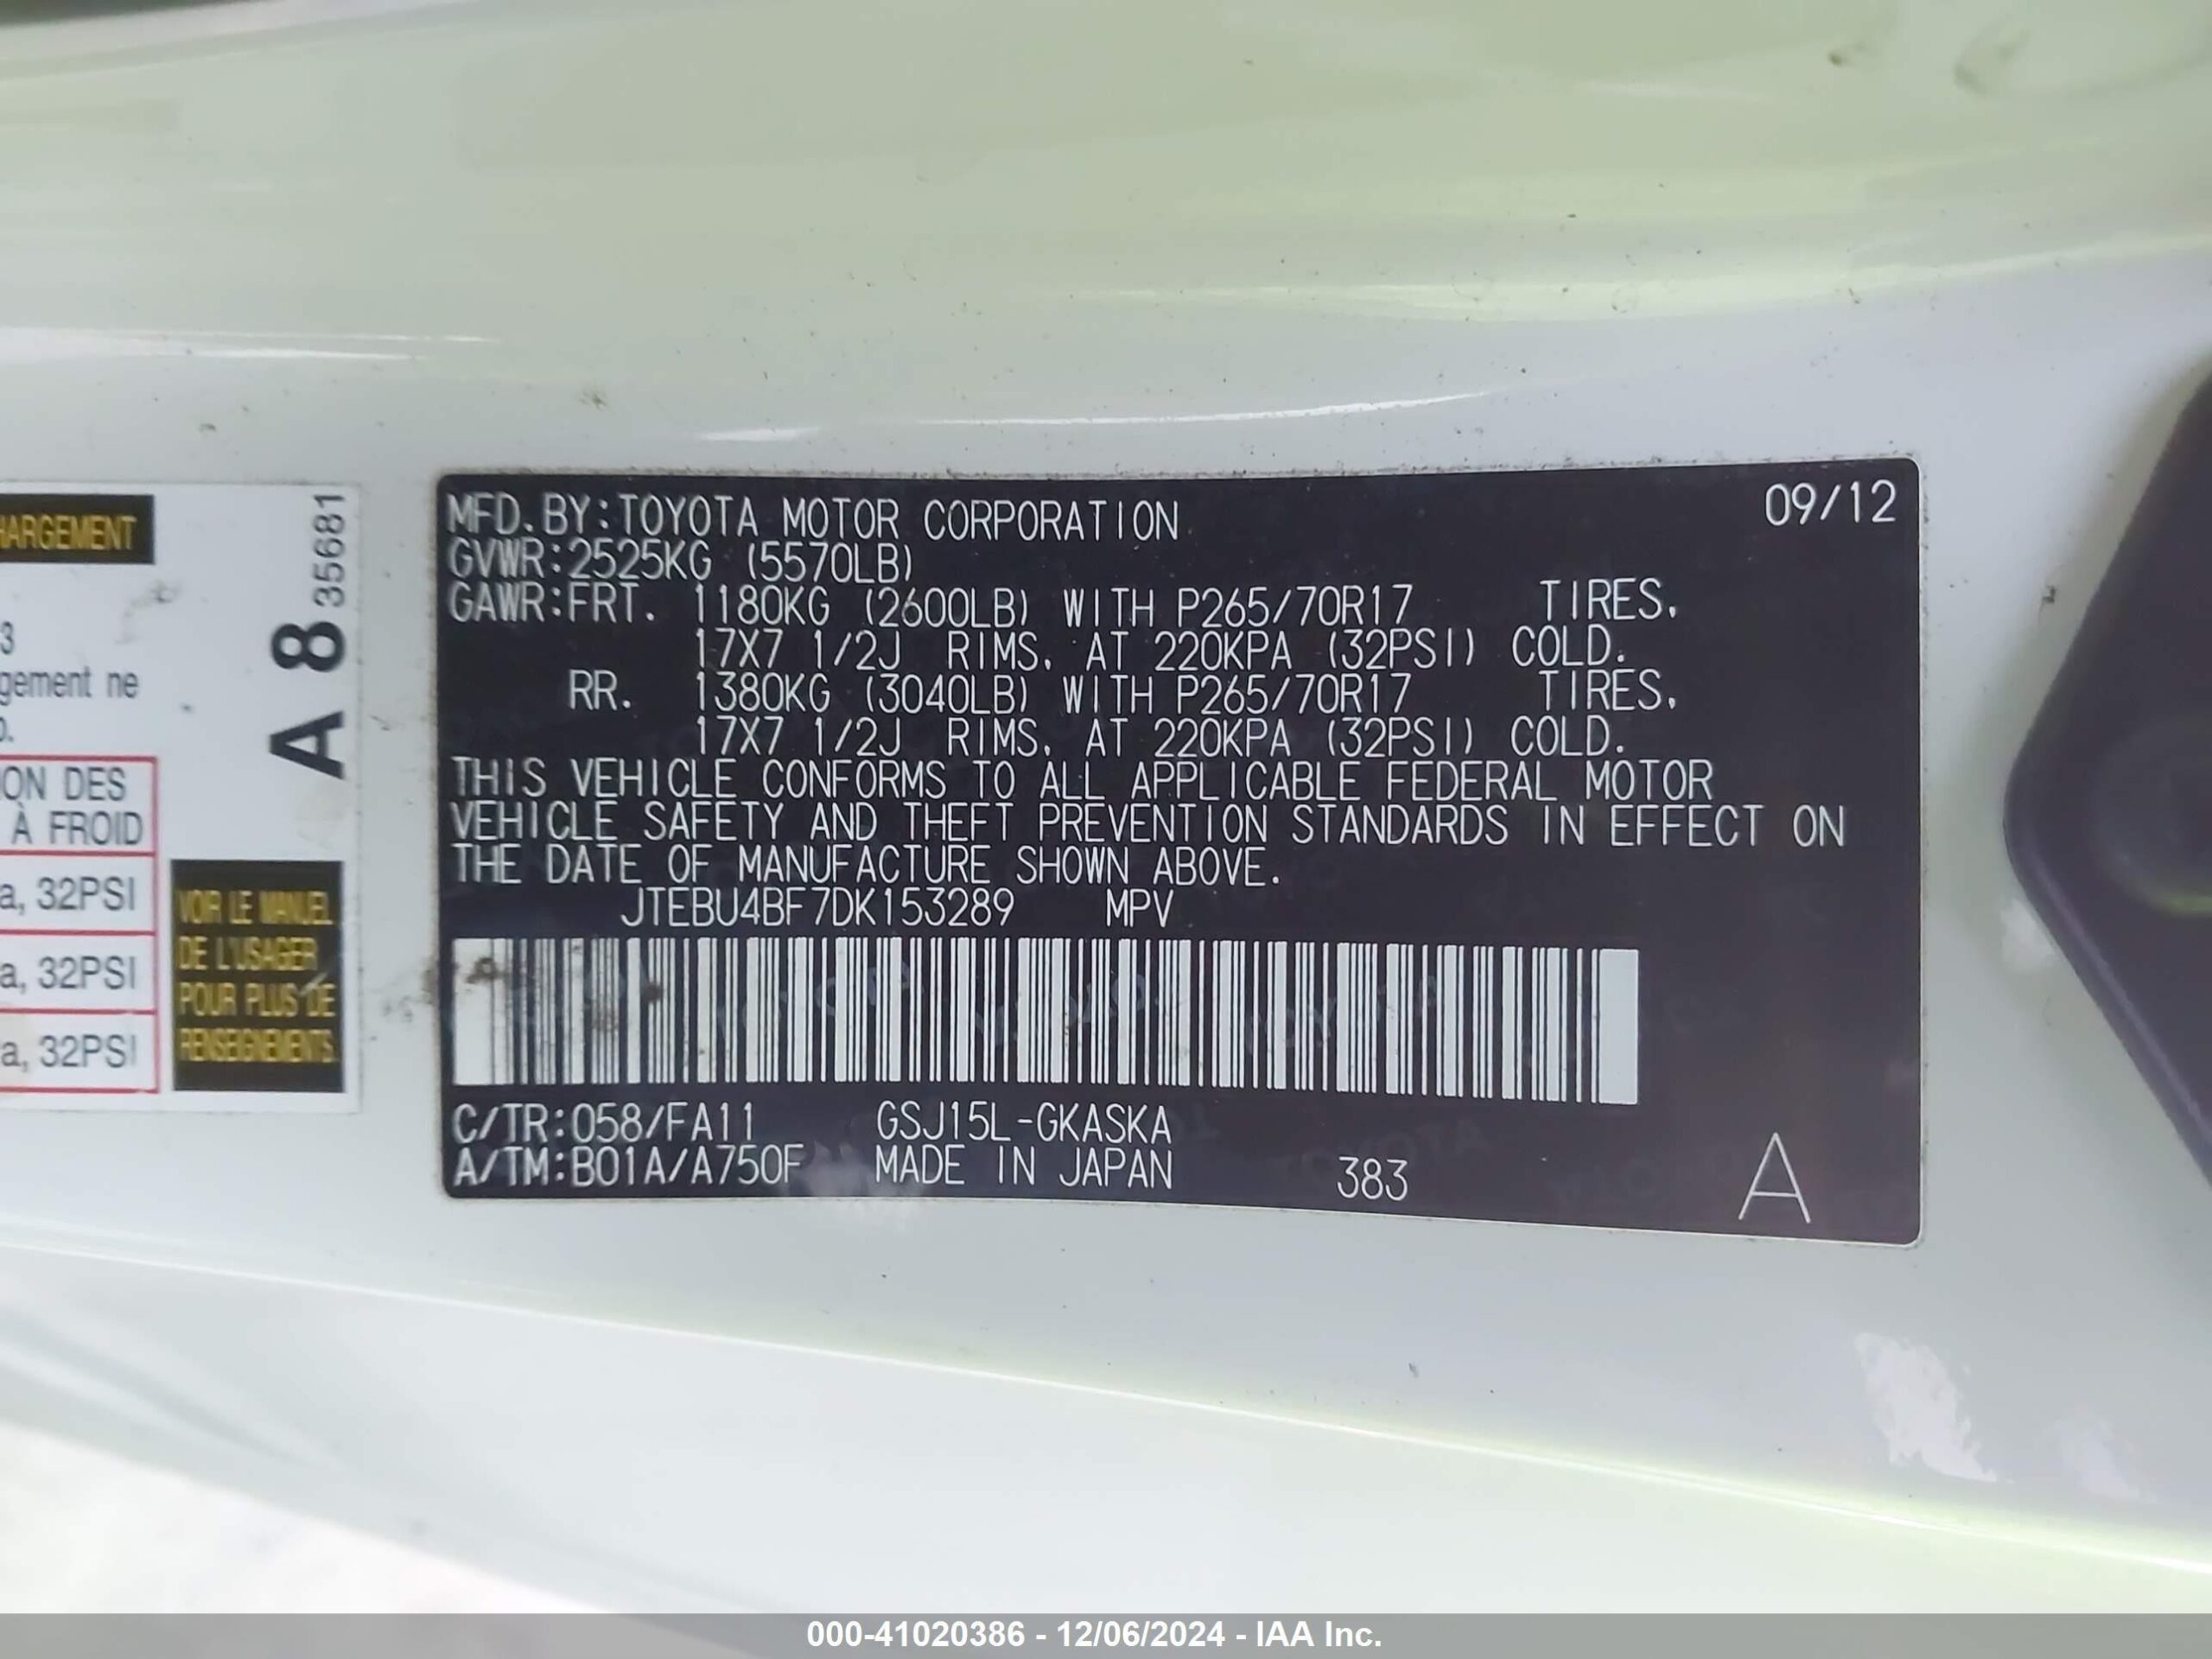 HARGEMENT
3
gement ne
ON DES
À FROID
a, 32PSI
a, 32PSI
a, 32PSI
A 8 35681
VOIR LE MANUEL
DE L'USAGER
POUR PLUS DE
RENSEIGNEMENTS
MFD.BY:TOYOTA MOTOR CORPORATION 09/12
GVWR:2525KG (5570LB)
GAWR:FRT. 1180KG (2600LB) WITH P265/70R17 TIRES,
17X7 1/2J RIMS, AT 220KPA (32PSI) COLD.
RR. 1380KG (3040LB) WITH P265/70R17 TIRES,
17X7 1/2J RIMS, AT 220KPA (32PSI) COLD.
THIS VEHICLE CONFORMS TO ALL APPLICABLE FEDERAL MOTOR
VEHICLE SAFETY AND THEFT PREVENTION STANDARDS IN EFFECT ON
THE DATE OF MANUFACTURE SHOWN ABOVE.
JTEBU4BF7DK153289 MPV
C/TR:058/FA11 GSJ15L-GKASKA
A/TM:B01A/A750F MADE IN JAPAN 383 A
000-41020386 - 12/06/2024 - IAA Inc.